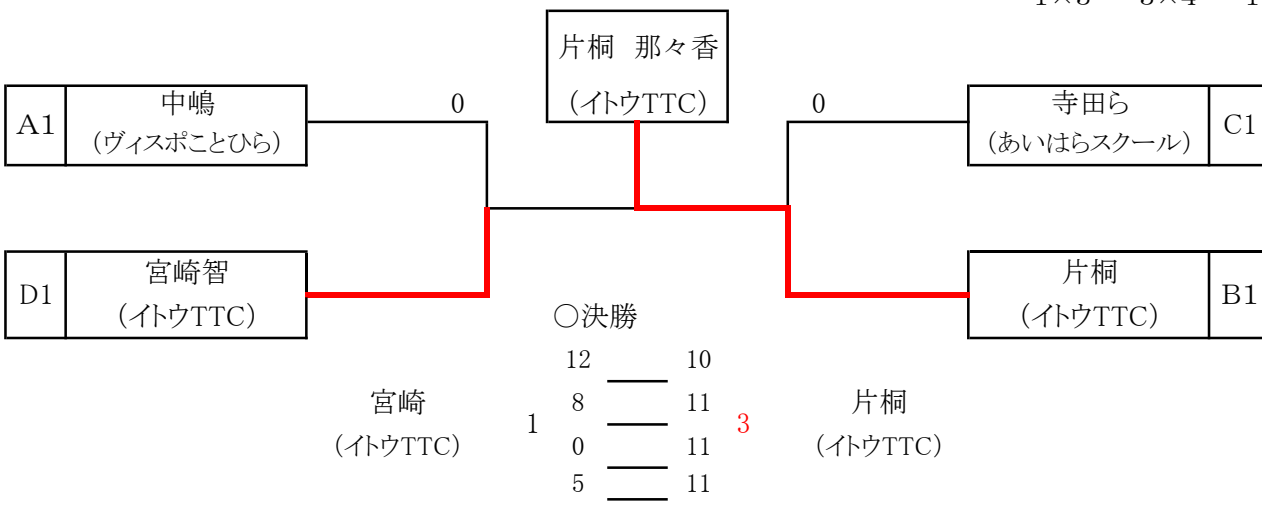 片桐 那々香
(イトウTTC)
A1
中嶋
(ヴィスポことひら)
0
0
寺田ら
(あいはらスクール)
C1
D1
宮崎智
(イトウTTC)
片桐
(イトウTTC)
B1
○決勝
12 10
宮崎 8 11 片桐
(イトウTTC) 1 3 (イトウTTC)
0 11
5 11